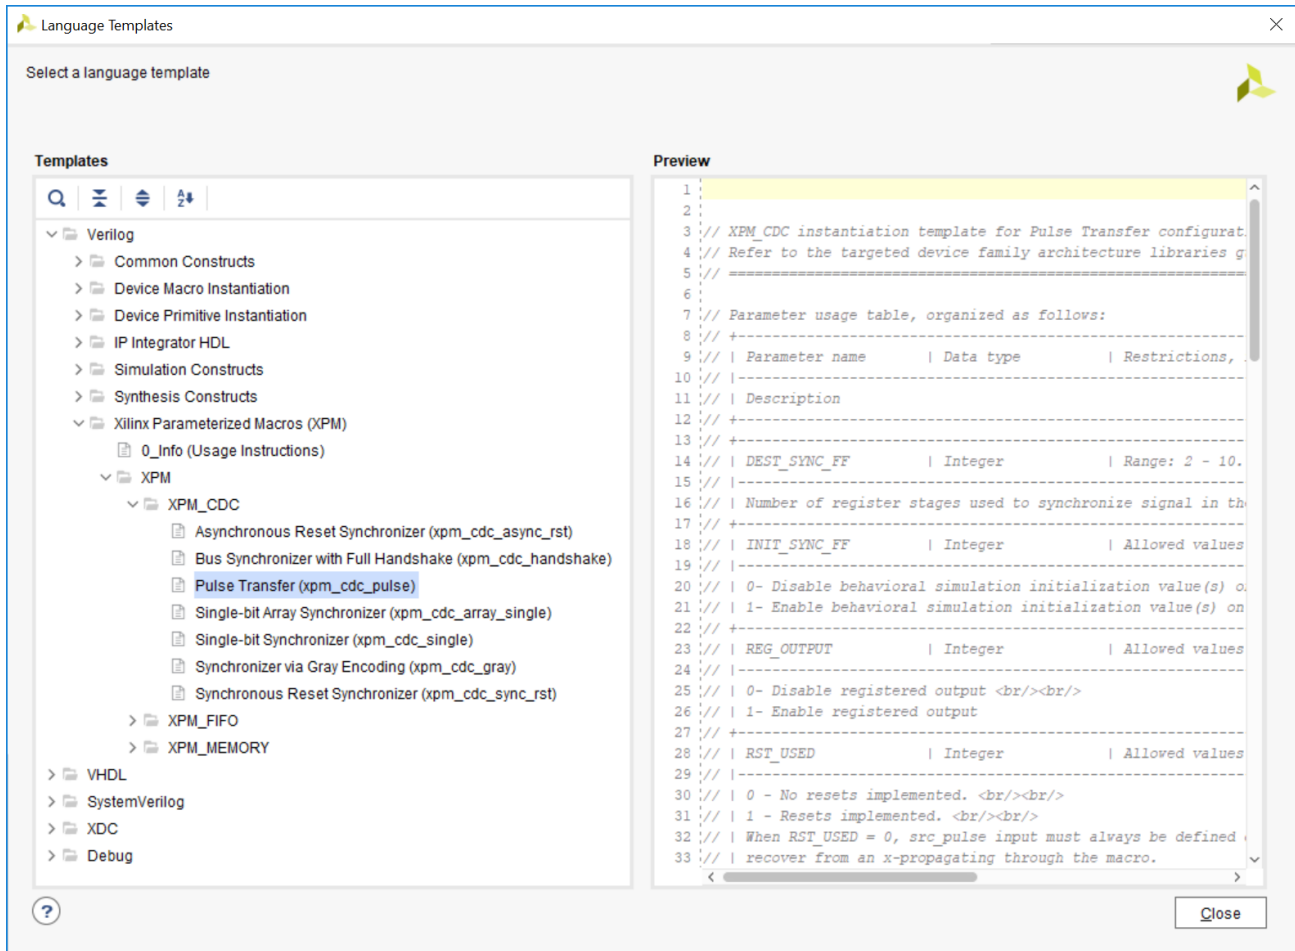 Language Templates
Select a language template
Templates
Verilog
Common Constructs
Device Macro Instantiation
Device Primitive Instantiation
IP Integrator HDL
Simulation Constructs
Synthesis Constructs
Xilinx Parameterized Macros (XPM)
0_Info (Usage Instructions)
XPM
XPM_CDC
Asynchronous Reset Synchronizer (xpm_cdc_async_rst)
Bus Synchronizer with Full Handshake (xpm_cdc_handshake)
Pulse Transfer (xpm_cdc_pulse)
Single-bit Array Synchronizer (xpm_cdc_array_single)
Single-bit Synchronizer (xpm_cdc_single)
Synchronizer via Gray Encoding (xpm_cdc_gray)
Synchronous Reset Synchronizer (xpm_cdc_sync_rst)
XPM_FIFO
XPM_MEMORY
VHDL
SystemVerilog
XDC
Debug
Preview
1
2
3 // XPM_CDC instantiation template for Pulse Transfer configurat
4 // Refer to the targeted device family architecture libraries g
5 // =============================================================
6
7 // Parameter usage table, organized as follows:
8 // +------------------------------------------------------------
9 // | Parameter name | Data type | Restrictions,
10 // |------------------------------------------------------------
11 // | Description
12 // +------------------------------------------------------------
13 // +------------------------------------------------------------
14 // | DEST_SYNC_FF | Integer | Range: 2 - 10.
15 // |------------------------------------------------------------
16 // | Number of register stages used to synchronize signal in th
17 // +------------------------------------------------------------
18 // | INIT_SYNC_FF | Integer | Allowed values
19 // |------------------------------------------------------------
20 // | 0- Disable behavioral simulation initialization value(s) o
21 // | 1- Enable behavioral simulation initialization value(s) on
22 // +------------------------------------------------------------
23 // | REG_OUTPUT | Integer | Allowed values
24 // |------------------------------------------------------------
25 // | 0- Disable registered output <br/><br/>
26 // | 1- Enable registered output
27 // +------------------------------------------------------------
28 // | RST_USED | Integer | Allowed values
29 // |------------------------------------------------------------
30 // | 0 - No resets implemented. <br/><br/>
31 // | 1 - Resets implemented. <br/><br/>
32 // | When RST_USED = 0, src_pulse input must always be defined
33 // | recover from an x-propagating through the macro.
? Close